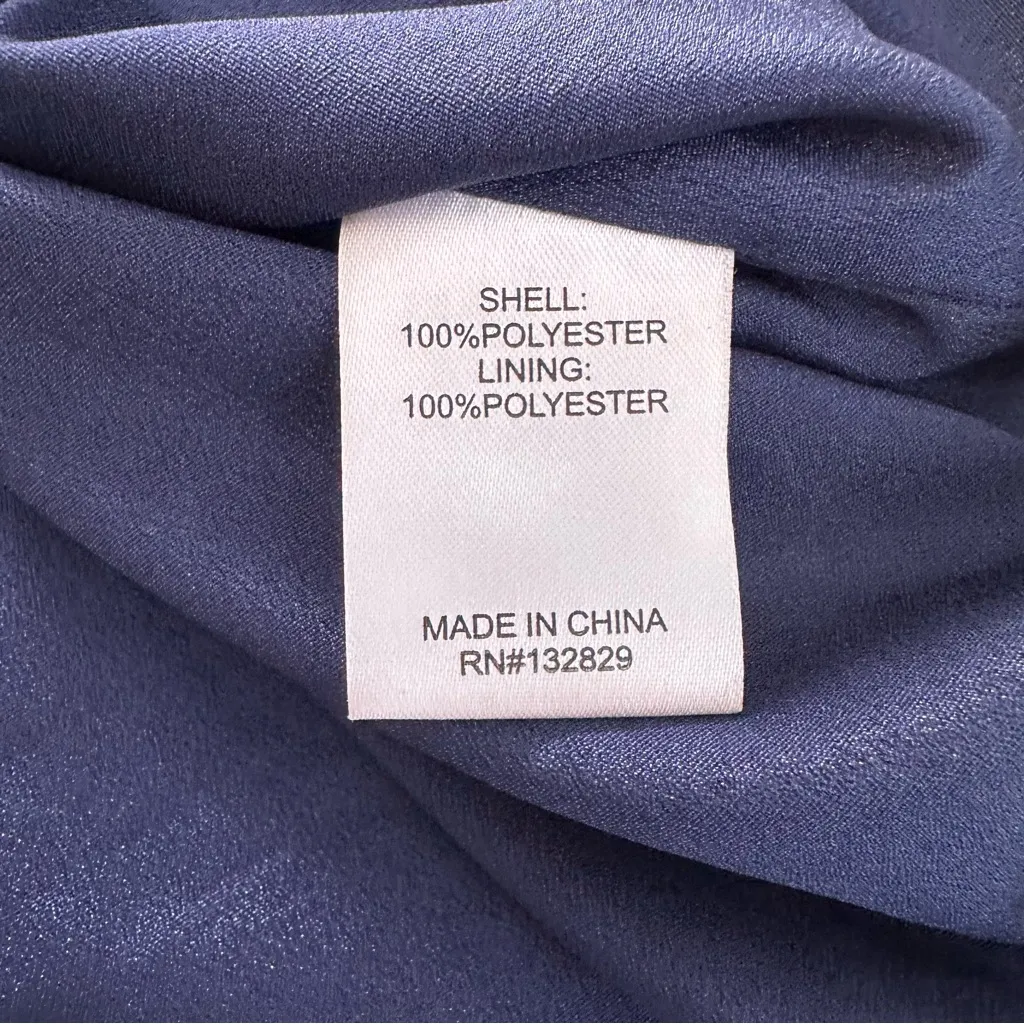 SHELL:
100%POLYESTER
LINING:
100%POLYESTER
MADE IN CHINA
RN#132829